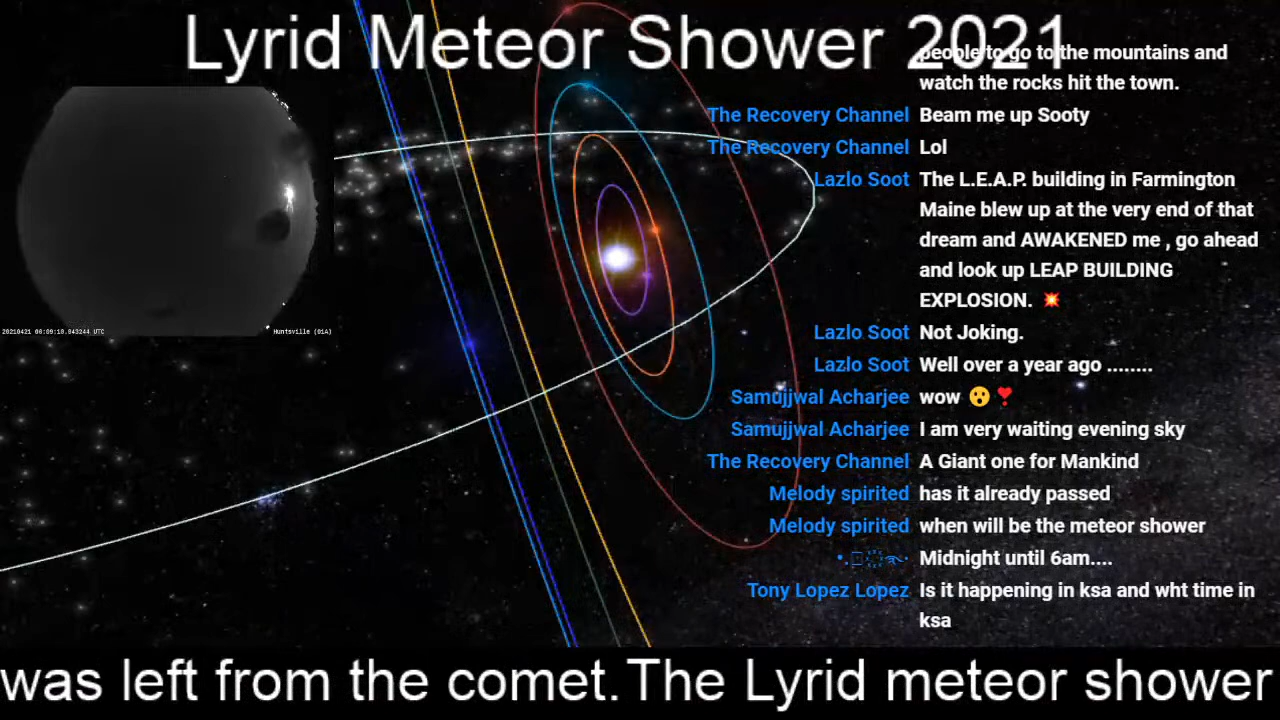 Lyrid Meteor Shower 2021
people to go to the mountains and
watch the rocks hit the town.
The Recovery Channel Beam me up Sooty
The Recovery Channel Lol
Lazlo Soot The L.E.A.P. building in Farmington
Maine blew up at the very end of that
dream and AWAKENED me , go ahead
and look up LEAP BUILDING
EXPLOSION. 💥
Lazlo Soot Not Joking.
Lazlo Soot Well over a year ago ........
Samujjwal Acharjee wow 😮❣️
Samujjwal Acharjee I am very waiting evening sky
The Recovery Channel A Giant one for Mankind
Melody spirited has it already passed
Melody spirited when will be the meteor shower
Midnight until 6am....
Tony Lopez Lopez Is it happening in ksa and wht time in
ksa
Huntsville (01A)
was left from the comet.The Lyrid meteor shower